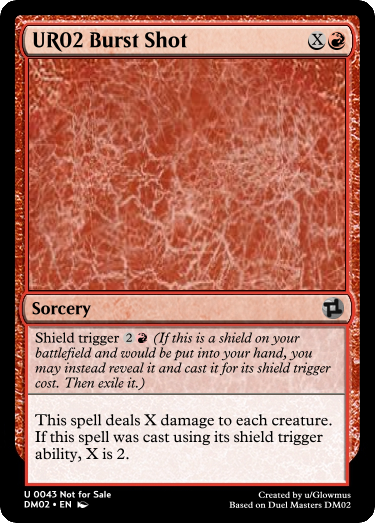 UR02 Burst Shot
X
Sorcery
Shield trigger 2 (If this is a shield on your
battlefield and would be put into your hand, you
may instead reveal it and cast it for its shield trigger
cost. Then exile it.)
This spell deals X damage to each creature.
If this spell was cast using its shield trigger
ability, X is 2.
U 0043 Not for Sale
DM02 • EN
Created by u/Glowmus
Based on Duel Masters DM02